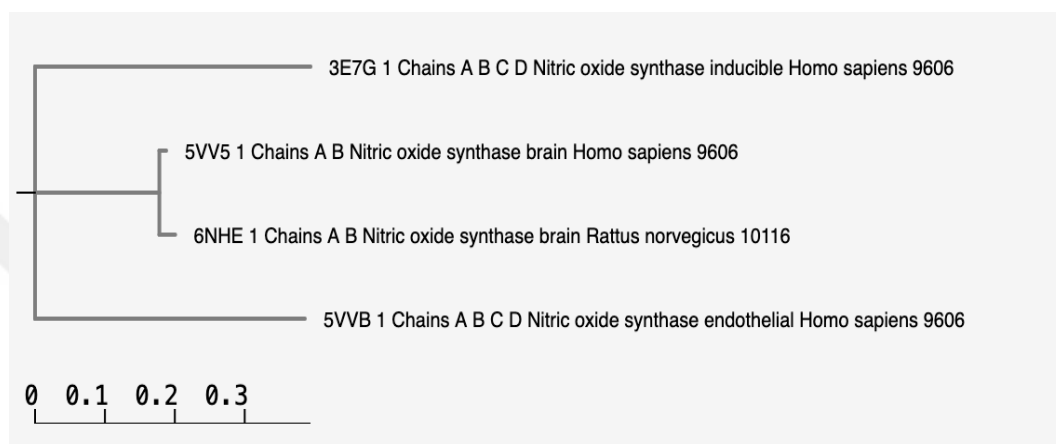 3E7G 1 Chains A B C D Nitric oxide synthase inducible Homo sapiens 9606
5VV5 1 Chains A B Nitric oxide synthase brain Homo sapiens 9606
6NHE 1 Chains A B Nitric oxide synthase brain Rattus norvegicus 10116
5VVB 1 Chains A B C D Nitric oxide synthase endothelial Homo sapiens 9606
0 0.1 0.2 0.3